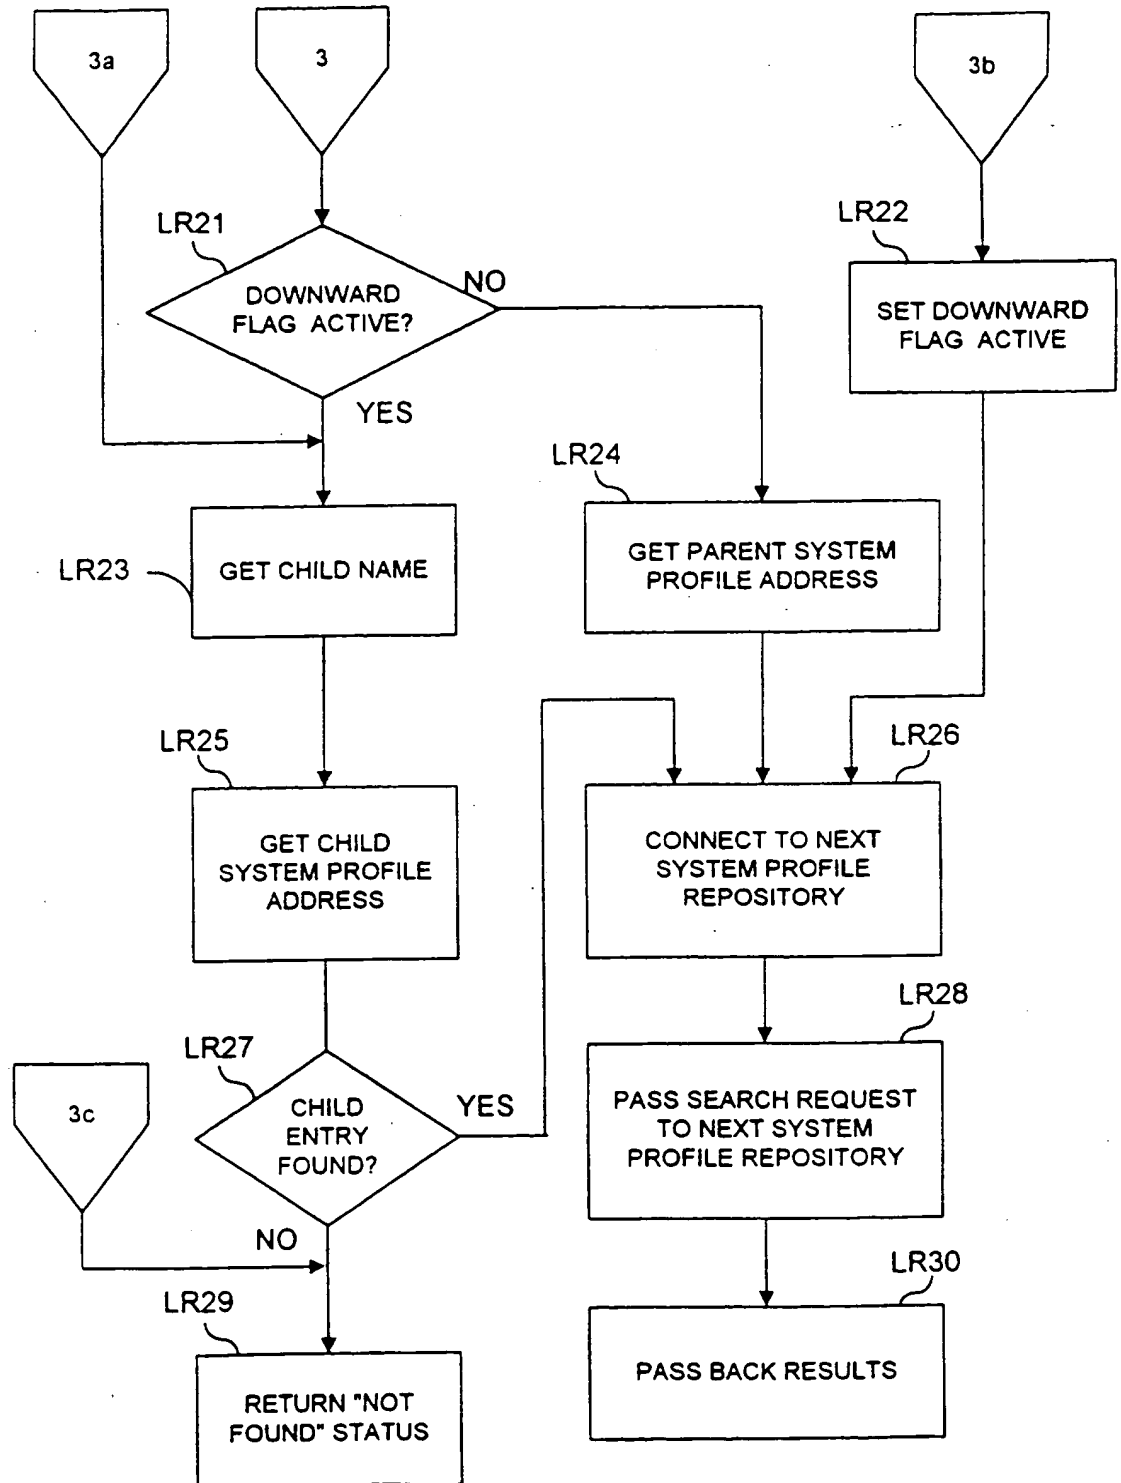 3a
3
3b
LR21
DOWNWARD
FLAG ACTIVE?
NO
YES
LR22
SET DOWNWARD
FLAG ACTIVE
LR23
GET CHILD NAME
LR24
GET PARENT SYSTEM
PROFILE ADDRESS
LR25
GET CHILD
SYSTEM PROFILE
ADDRESS
LR26
CONNECT TO NEXT
SYSTEM PROFILE
REPOSITORY
LR27
CHILD
ENTRY
FOUND?
YES
NO
3c
LR28
PASS SEARCH REQUEST
TO NEXT SYSTEM
PROFILE REPOSITORY
LR29
RETURN "NOT
FOUND" STATUS
LR30
PASS BACK RESULTS